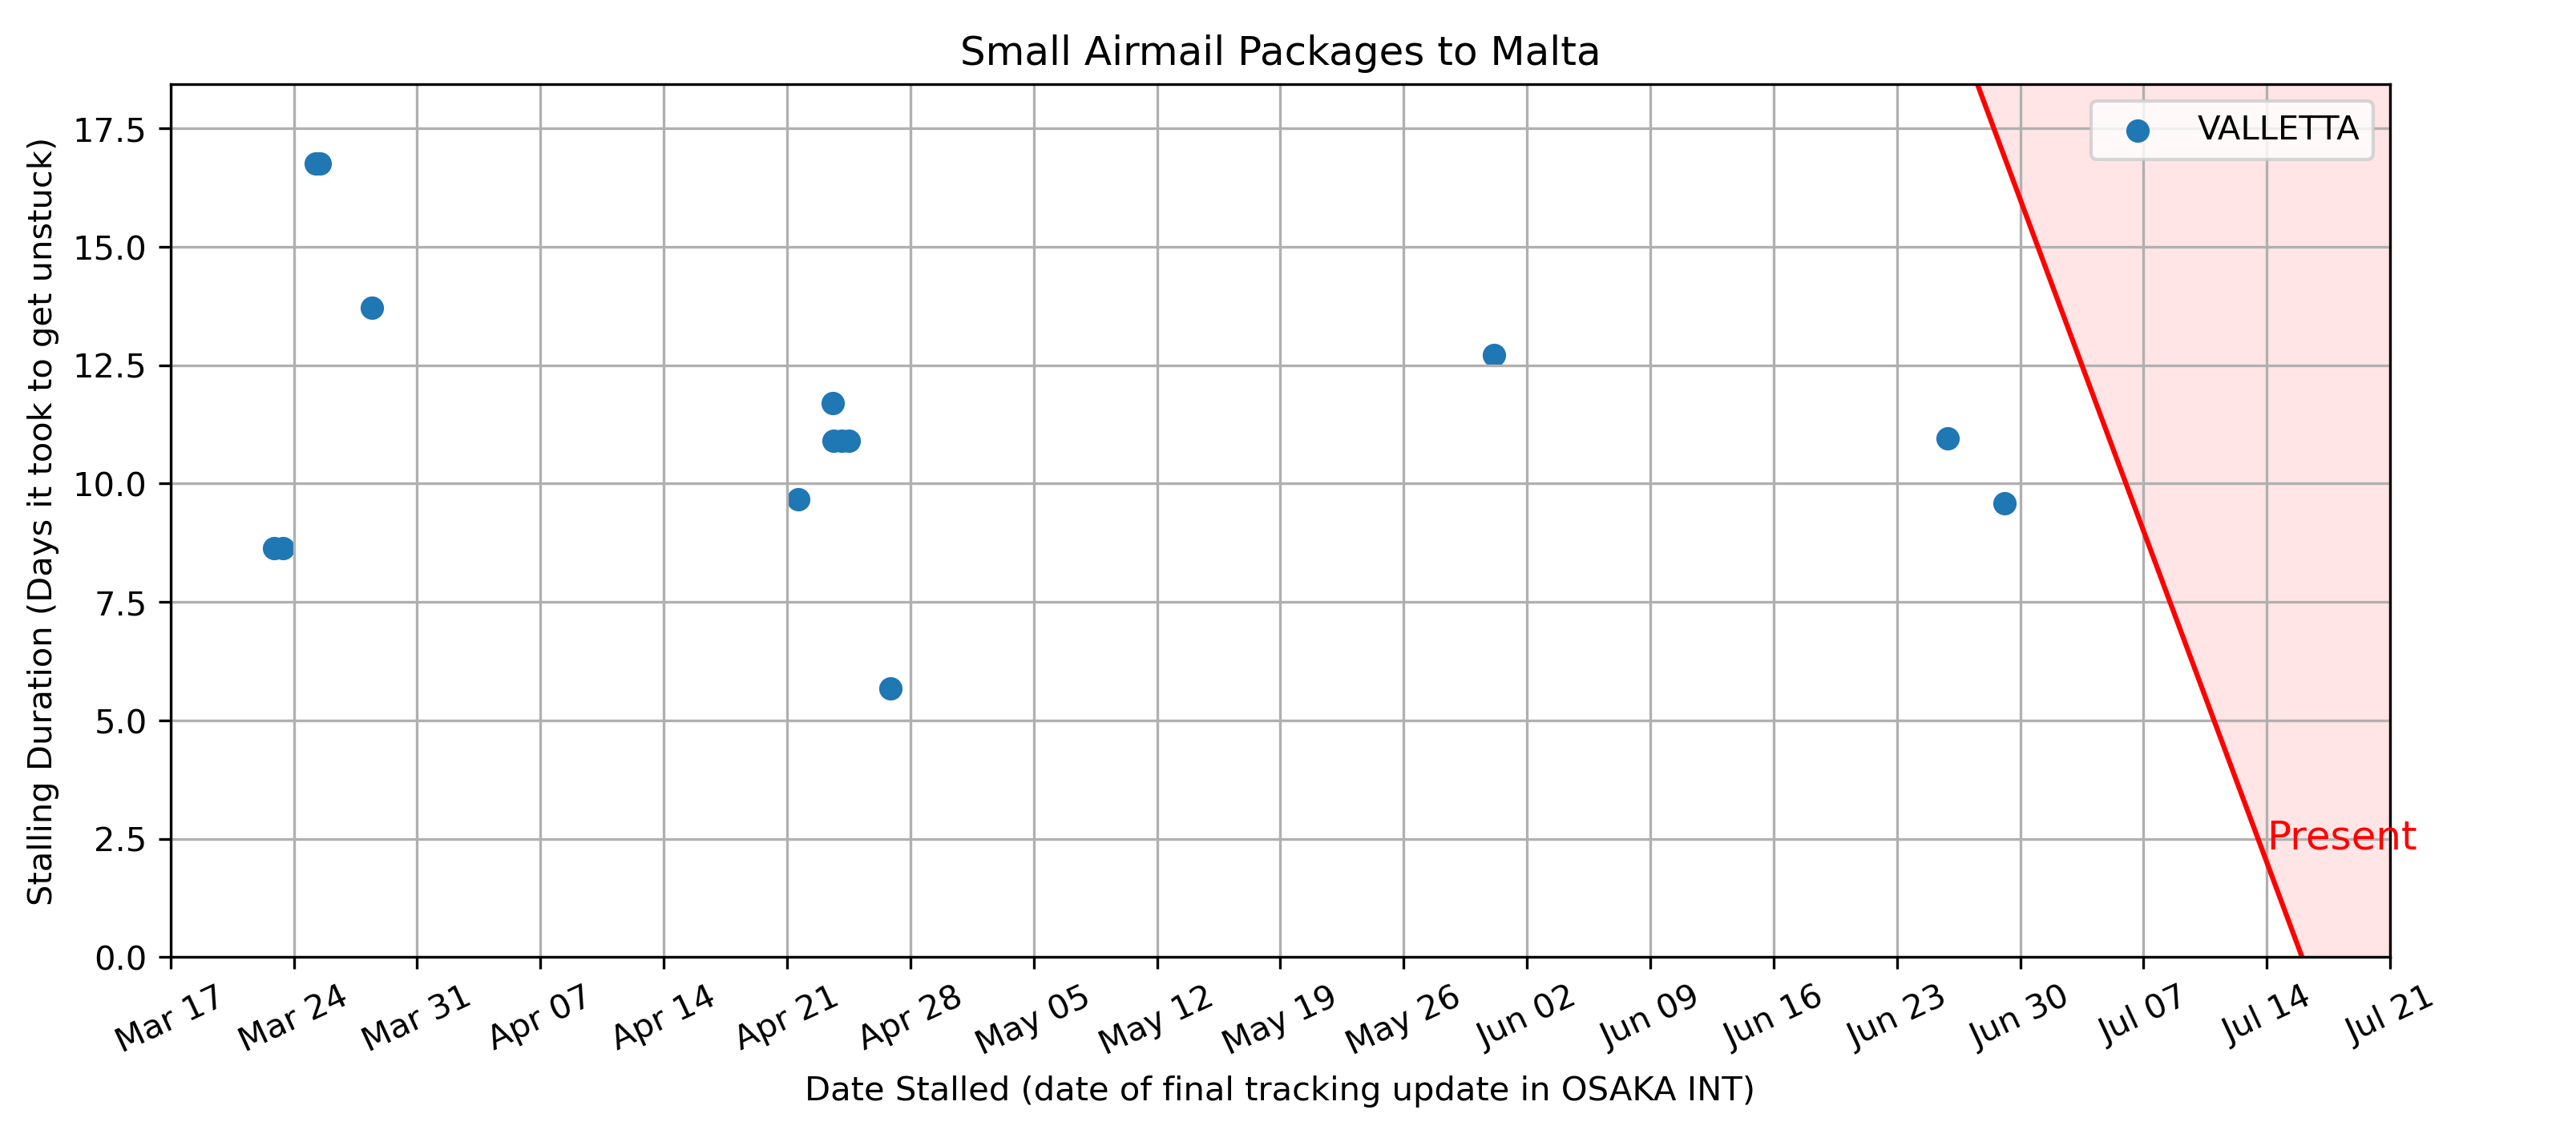 Small Airmail Packages to Malta
VALLETTA
Stalling Duration (Days it took to get unstuck)
17.5
15.0
12.5
10.0
7.5
5.0
2.5
0.0
Present
Mar 17
Mar 24
Mar 31
Apr 07
Apr 14
Apr 21
Apr 28
May 05
May 12
May 19
May 26
Jun 02
Jun 09
Jun 16
Jun 23
Jun 30
Jul 07
Jul 14
Jul 21
Date Stalled (date of final tracking update in OSAKA INT)